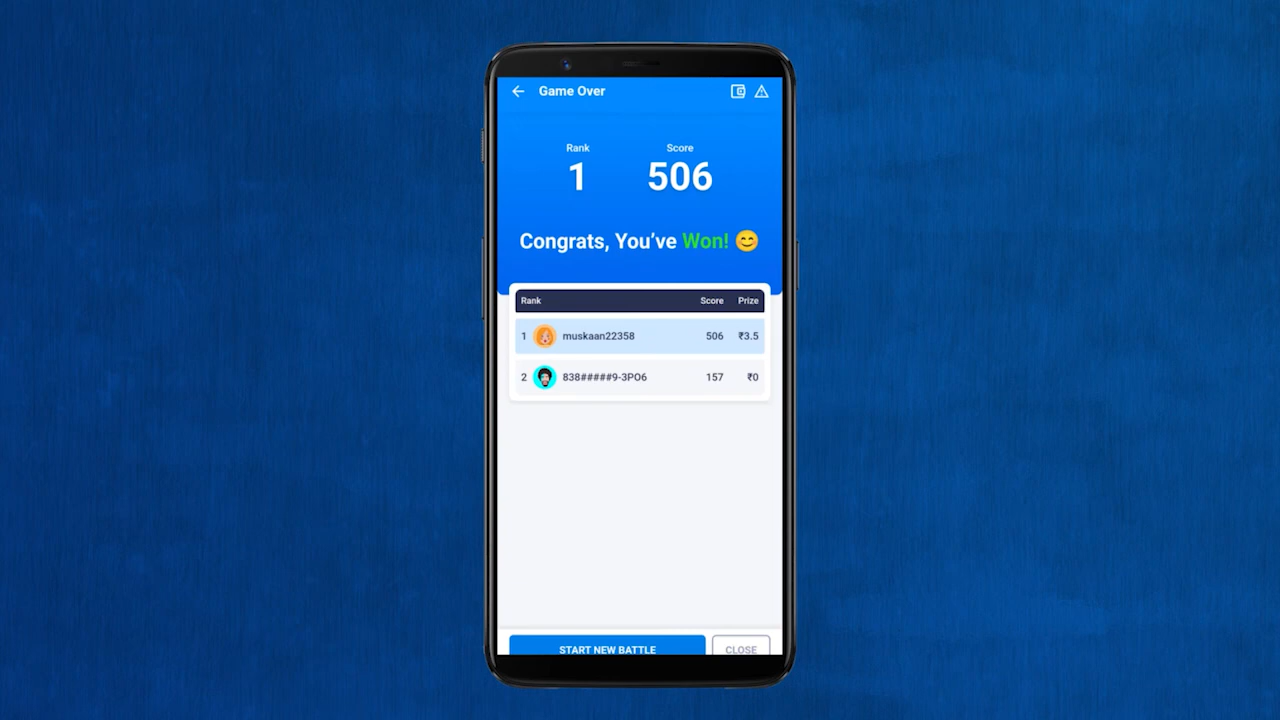 Game Over
Rank Score
1 506
Congrats, You’ve Won! 😊
Rank Score Prize
1 muskaan22358 506 ₹3.5
2 838#####9-3PO6 157 ₹0
START NEW BATTLE CLOSE